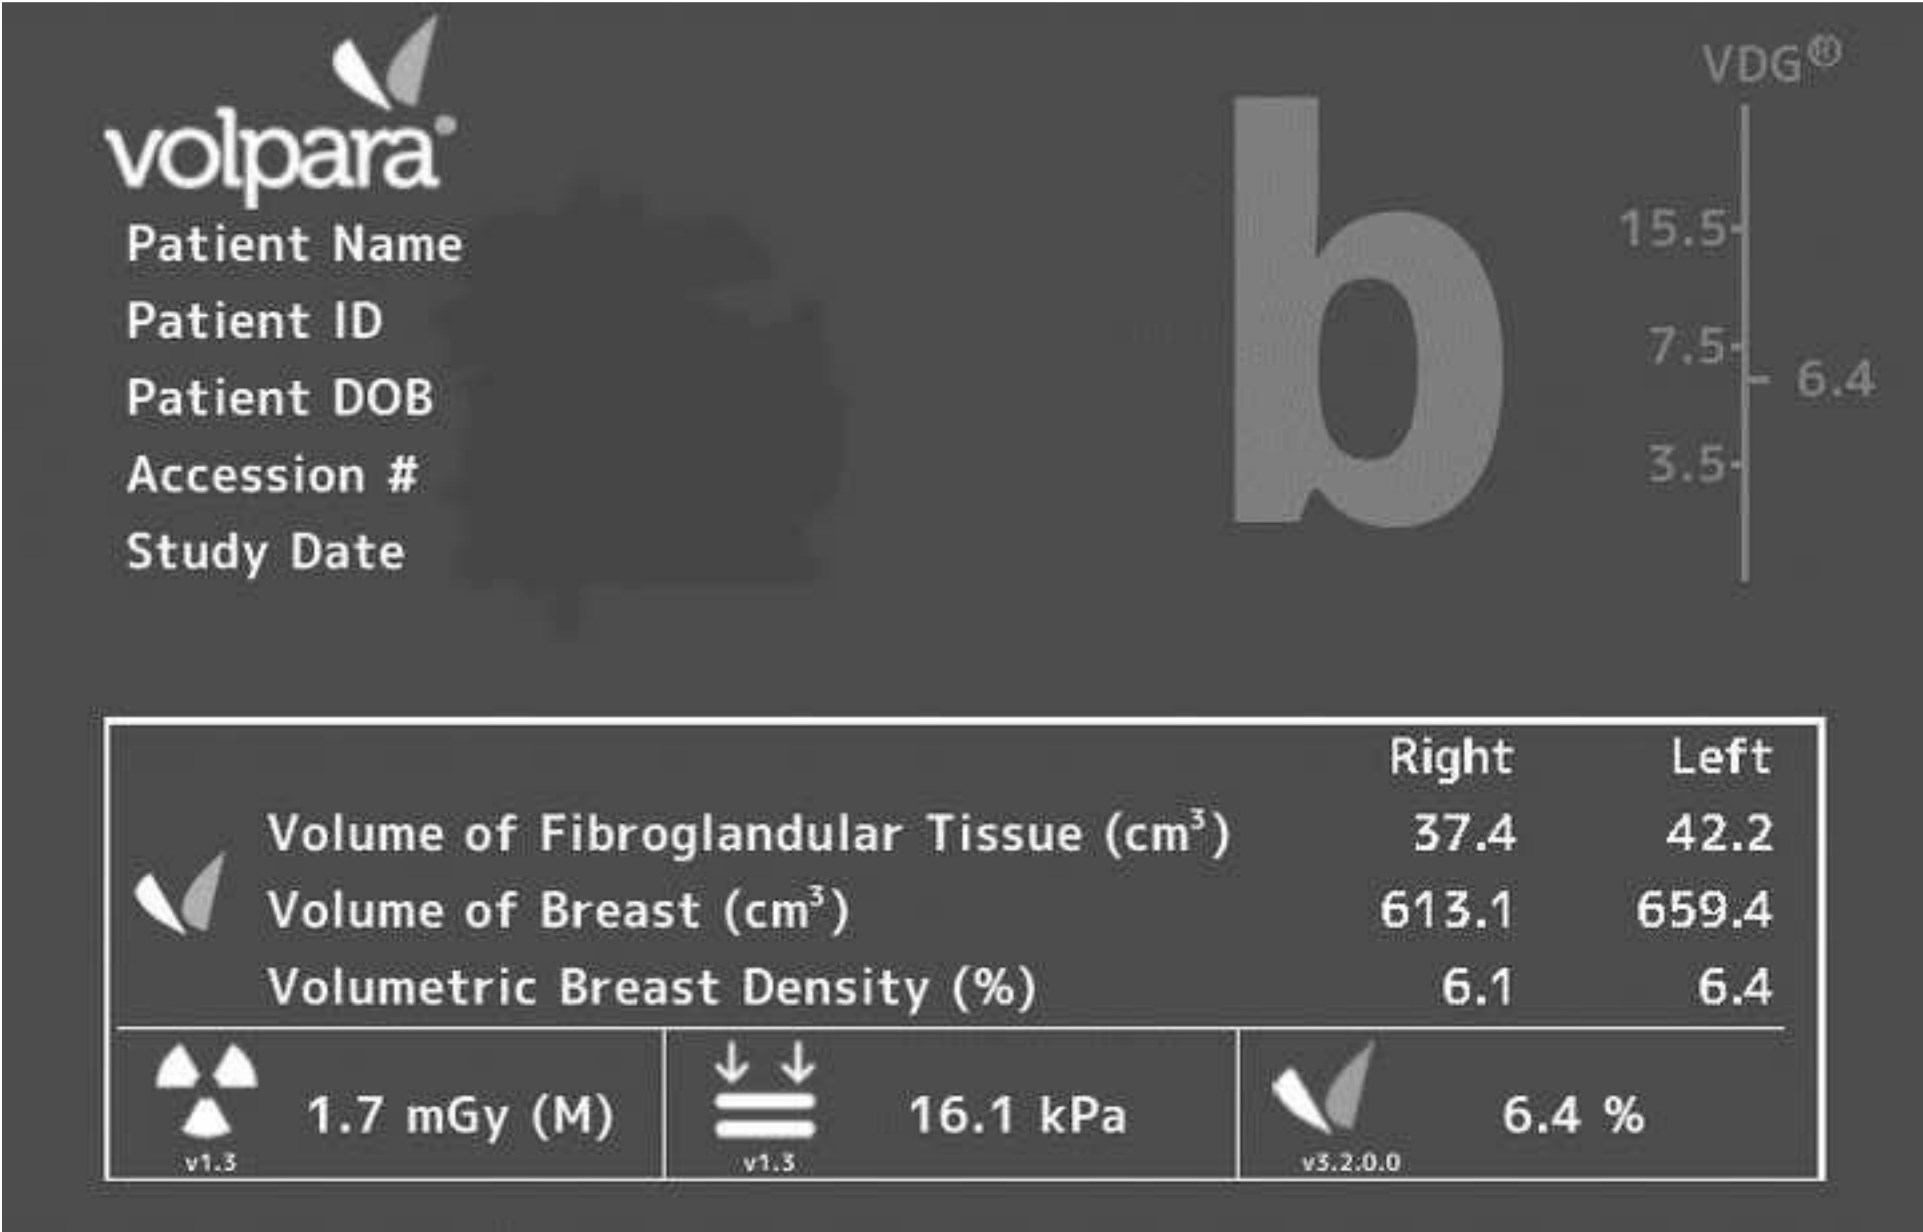 volpara
Patient Name
Patient ID
Patient DOB
Accession #
Study Date
b
VDG®
15.5
7.5
6.4
3.5
Right Left
Volume of Fibroglandular Tissue (cm³) 37.4 42.2
Volume of Breast (cm³) 613.1 659.4
Volumetric Breast Density (%) 6.1 6.4
1.7 mGy (M) 16.1 kPa 6.4 %
v1.3 v1.3 v3.2.0.0